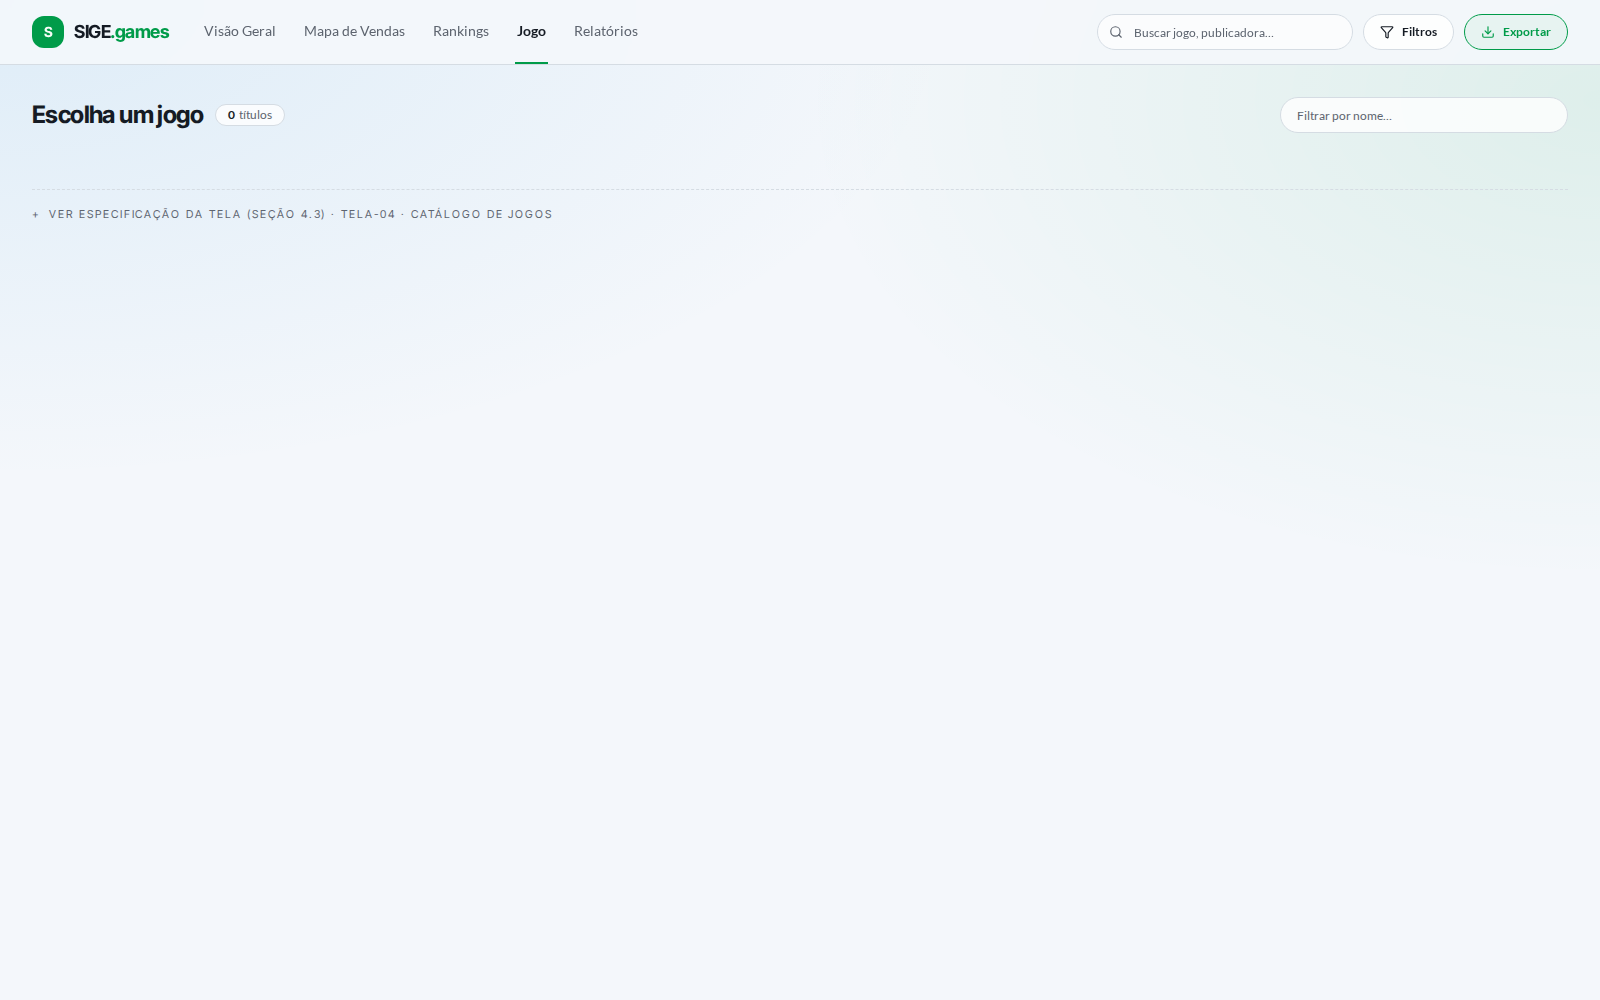 S SIGE.games Visão Geral Mapa de Vendas Rankings Jogo Relatórios Buscar jogo, publicadora... Filtros Exportar
Escolha um jogo 0 títulos Filtrar por nome...
+ VER ESPECIFICAÇÃO DA TELA (SEÇÃO 4.3) · TELA-04 · CATÁLOGO DE JOGOS